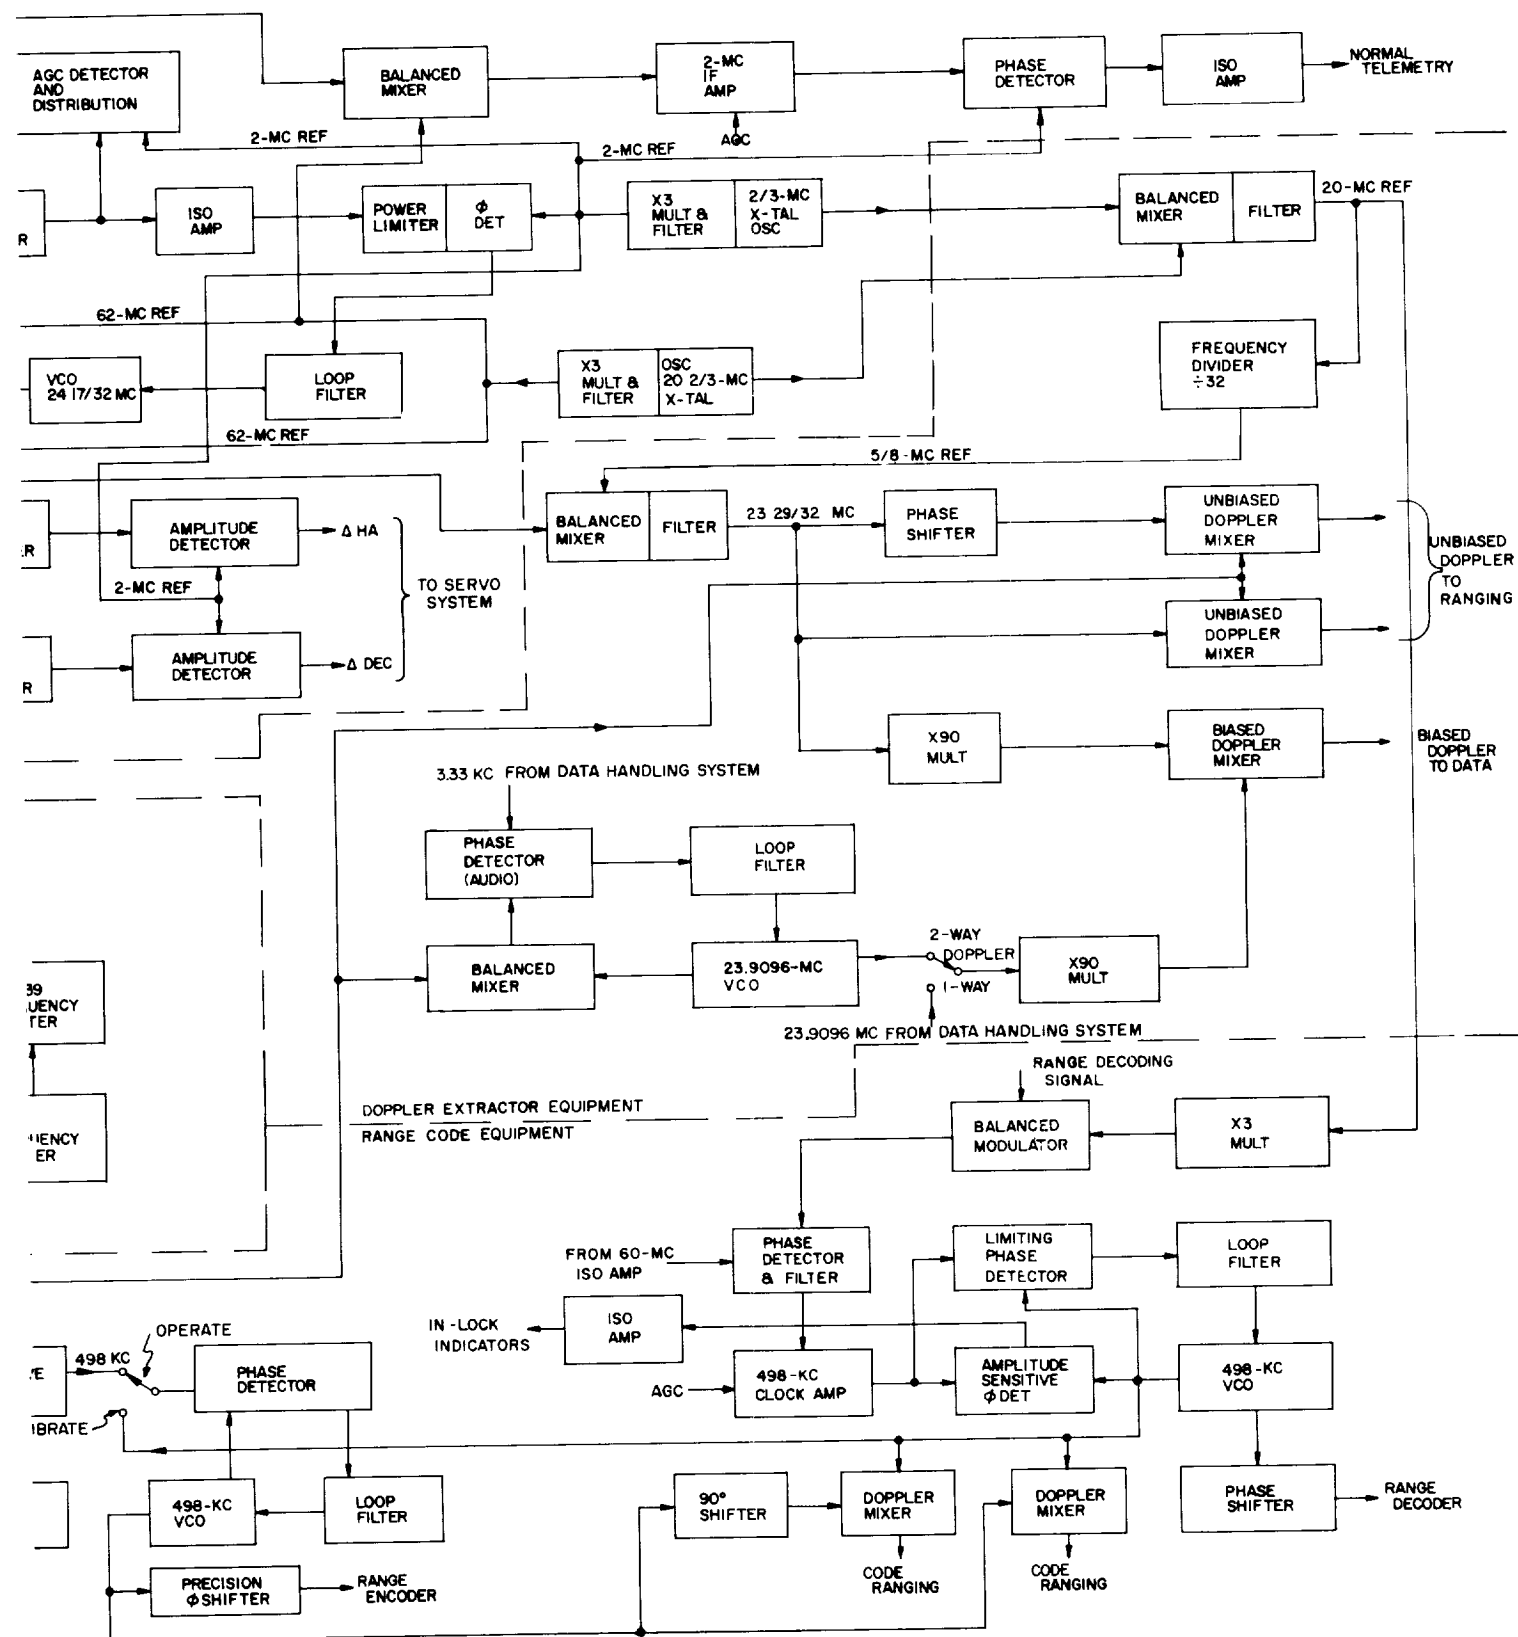 AGC DETECTOR
AND
DISTRIBUTION
BALANCED
MIXER
2-MC
IF
AMP
PHASE
DETECTOR
ISO
AMP
NORMAL
TELEMETRY
2-MC REF
2-MC REF
AGC
R
ISO
AMP
POWER
LIMITER
Φ
DET
X3
MULT &
FILTER
2/3-MC
X-TAL
OSC
BALANCED
MIXER
FILTER
20-MC REF
62-MC REF
VCO
24 17/32 MC
LOOP
FILTER
X3
MULT &
FILTER
OSC
20 2/3-MC
X-TAL
FREQUENCY
DIVIDER
÷32
62-MC REF
5/8-MC REF
ER
AMPLITUDE
DETECTOR
Δ HA
BALANCED
MIXER
FILTER
23 29/32 MC
PHASE
SHIFTER
UNBIASED
DOPPLER
MIXER
UNBIASED
DOPPLER
TO
RANGING
2-MC REF
TO SERVO
SYSTEM
R
AMPLITUDE
DETECTOR
Δ DEC
UNBIASED
DOPPLER
MIXER
X90
MULT
BIASED
DOPPLER
MIXER
BIASED
DOPPLER
TO DATA
3.33 KC FROM DATA HANDLING SYSTEM
PHASE
DETECTOR
(AUDIO)
LOOP
FILTER
BALANCED
MIXER
23.9096-MC
VCO
2-WAY
DOPPLER
1-WAY
X90
MULT
39
UENCY
TER
23.9096 MC FROM DATA HANDLING SYSTEM
RANGE DECODING
SIGNAL
DOPPLER EXTRACTOR EQUIPMENT
RANGE CODE EQUIPMENT
UENCY
ER
BALANCED
MODULATOR
X3
MULT
FROM 60-MC
ISO AMP
PHASE
DETECTOR
& FILTER
LIMITING
PHASE
DETECTOR
LOOP
FILTER
IN-LOCK
INDICATORS
ISO
AMP
OPERATE
498 KC
VE
PHASE
DETECTOR
AGC
498-KC
CLOCK AMP
AMPLITUDE
SENSITIVE
Φ DET
498-KC
VCO
IBRATE
498-KC
VCO
LOOP
FILTER
90°
SHIFTER
DOPPLER
MIXER
DOPPLER
MIXER
PHASE
SHIFTER
RANGE
DECODER
PRECISION
Φ SHIFTER
RANGE
ENCODER
CODE
RANGING
CODE
RANGING